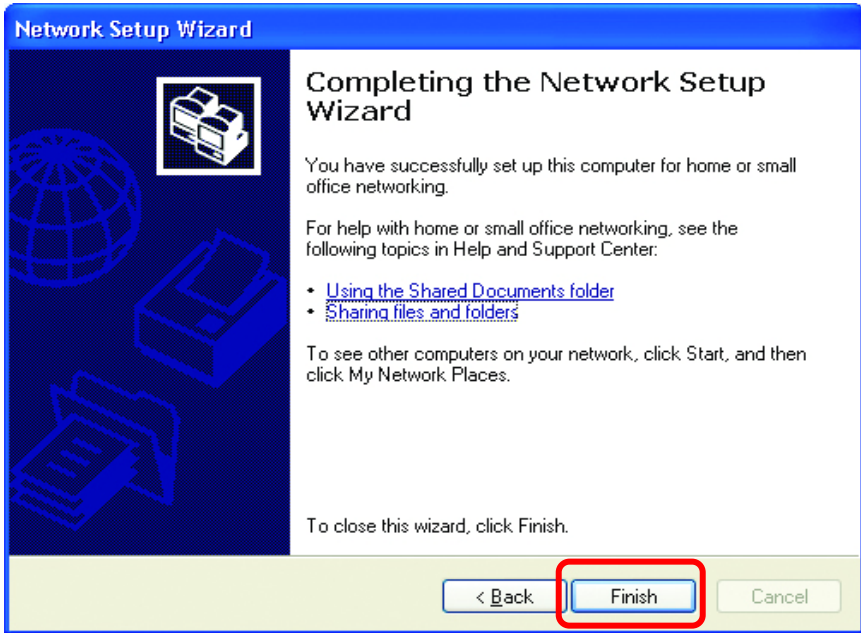 Network Setup Wizard
Completing the Network Setup
Wizard
You have successfully set up this computer for home or small
office networking.
For help with home or small office networking, see the
following topics in Help and Support Center:
• Using the Shared Documents folder
• Sharing files and folders
To see other computers on your network, click Start, and then
click My Network Places.
To close this wizard, click Finish.
< Back Finish Cancel